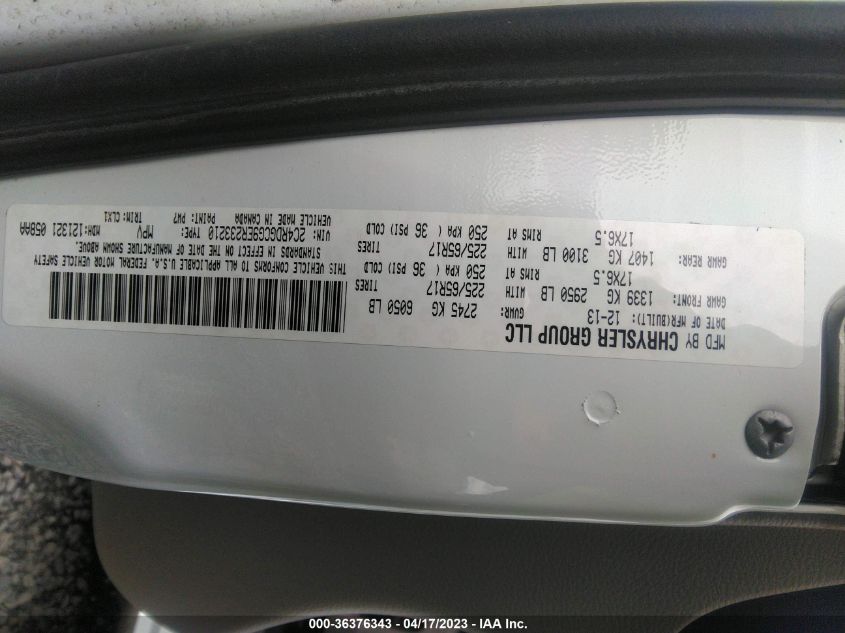 MFD BY CHRYSLER GROUP LLC
DATE OF MFR(BUILT): 12-13 GVWR: 2745 KG 6050 LB
GAWR FRONT: 1339 KG 2950 LB WITH 225/65R17 TIRES
17X6.5 RIMS AT 250 KPA ( 36 PSI) COLD
GAWR REAR: 1407 KG 3100 LB WITH 225/65R17 TIRES
17X6.5 RIMS AT 250 KPA ( 36 PSI) COLD
THIS VEHICLE CONFORMS TO ALL APPLICABLE U.S.A. FEDERAL MOTOR VEHICLE SAFETY
STANDARDS IN EFFECT ON THE DATE OF MANUFACTURE SHOWN ABOVE.
VIN: 2C4RDGCG9ER233210 TYPE: MPV MDH:121321 058AA
VEHICLE MADE IN CANADA PAINT: PW7 TRIM: CLX1
000-36376343 - 04/17/2023 - IAA Inc.